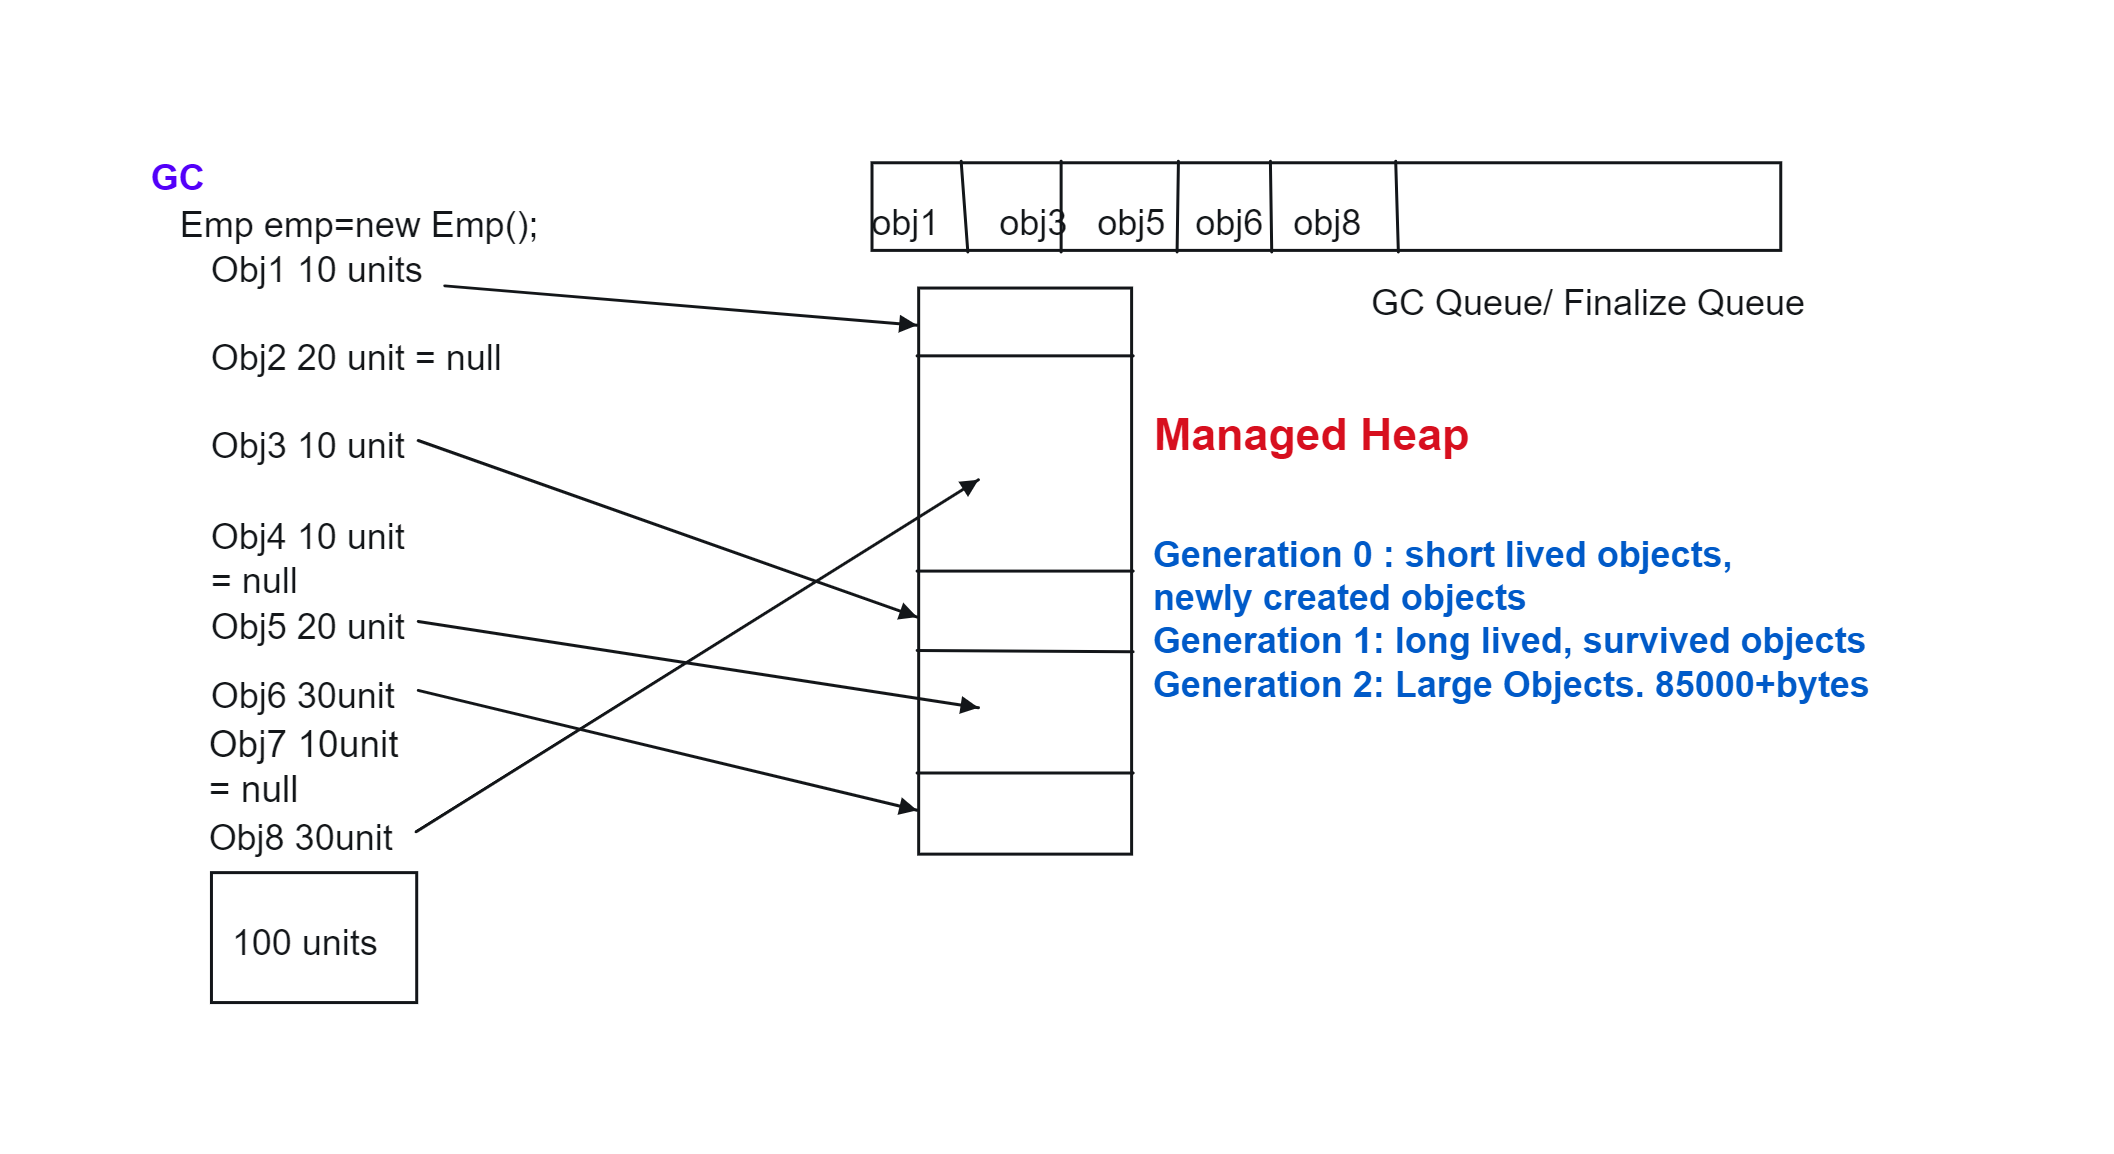 GC
Emp emp=new Emp();
Obj1 10 units
Obj2 20 unit = null
Obj3 10 unit
Obj4 10 unit
= null
Obj5 20 unit
Obj6 30unit
Obj7 10unit
= null
Obj8 30unit
100 units
obj1 obj3 obj5 obj6 obj8
GC Queue/ Finalize Queue
Managed Heap
Generation 0 : short lived objects,
newly created objects
Generation 1: long lived, survived objects
Generation 2: Large Objects. 85000+bytes